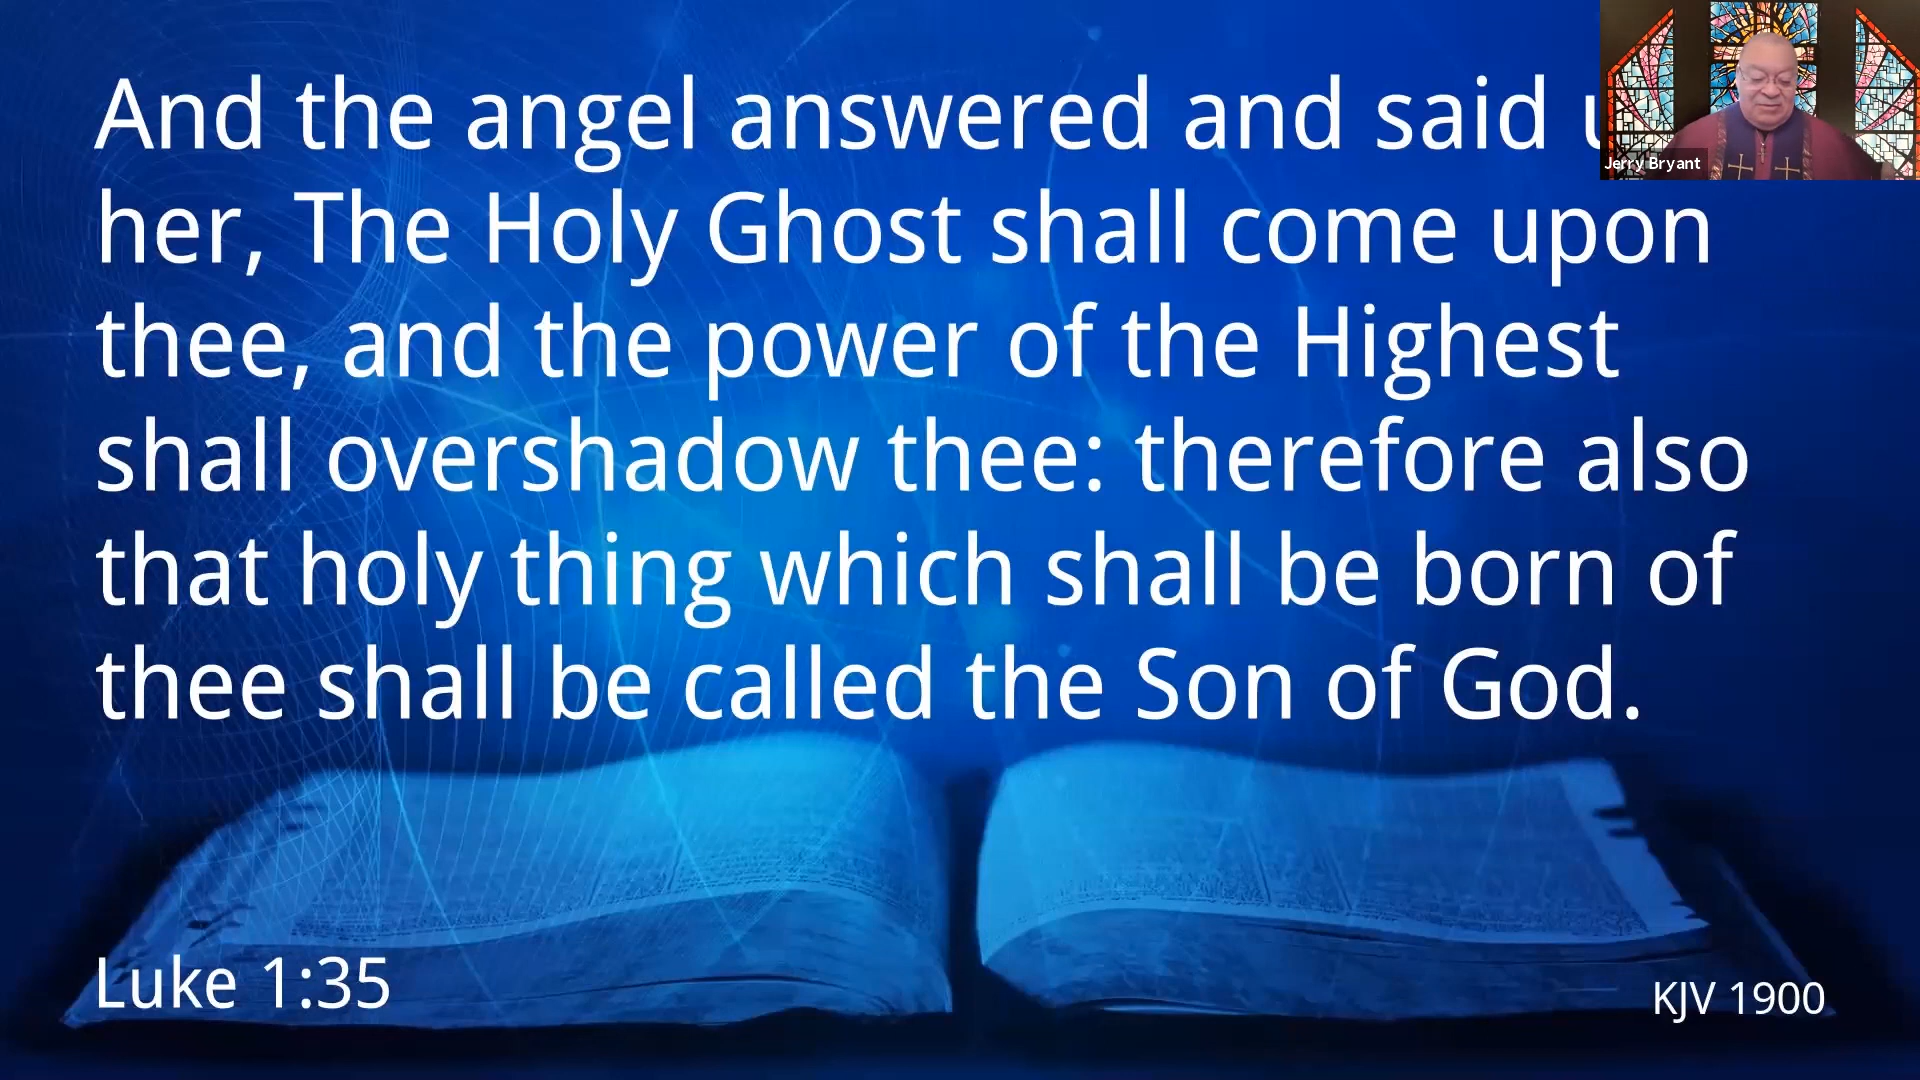 And the angel answered and said
her, The Holy Ghost shall come upon
thee, and the power of the Highest
shall overshadow thee: therefore also
that holy thing which shall be born of
thee shall be called the Son of God.
Luke 1:35
KJV 1900
Jerry Bryant